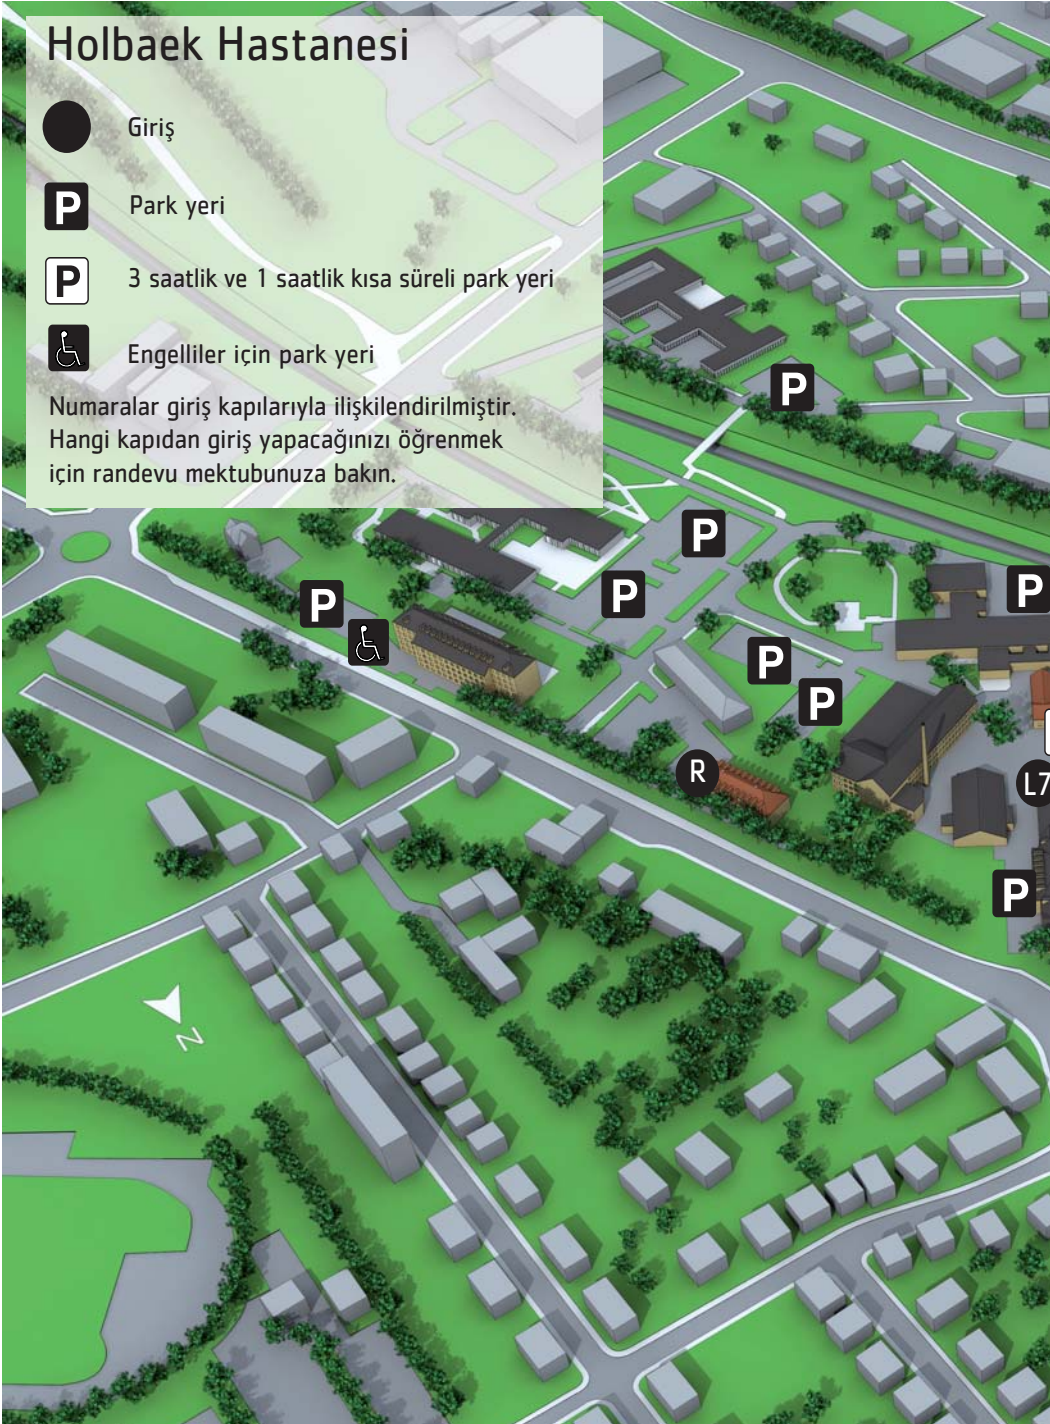 Holbaek Hastanesi
Giriş
P Park yeri
P 3 saatlik ve 1 saatlik kısa süreli park yeri
Engelliler için park yeri
Numaralar giriş kapılarıyla ilişkilendirilmiştir.
Hangi kapıdan giriş yapacağınızı öğrenmek
için randevu mektubunuza bakın.
P
P
P
P
P
P
P
R
L7
P
N